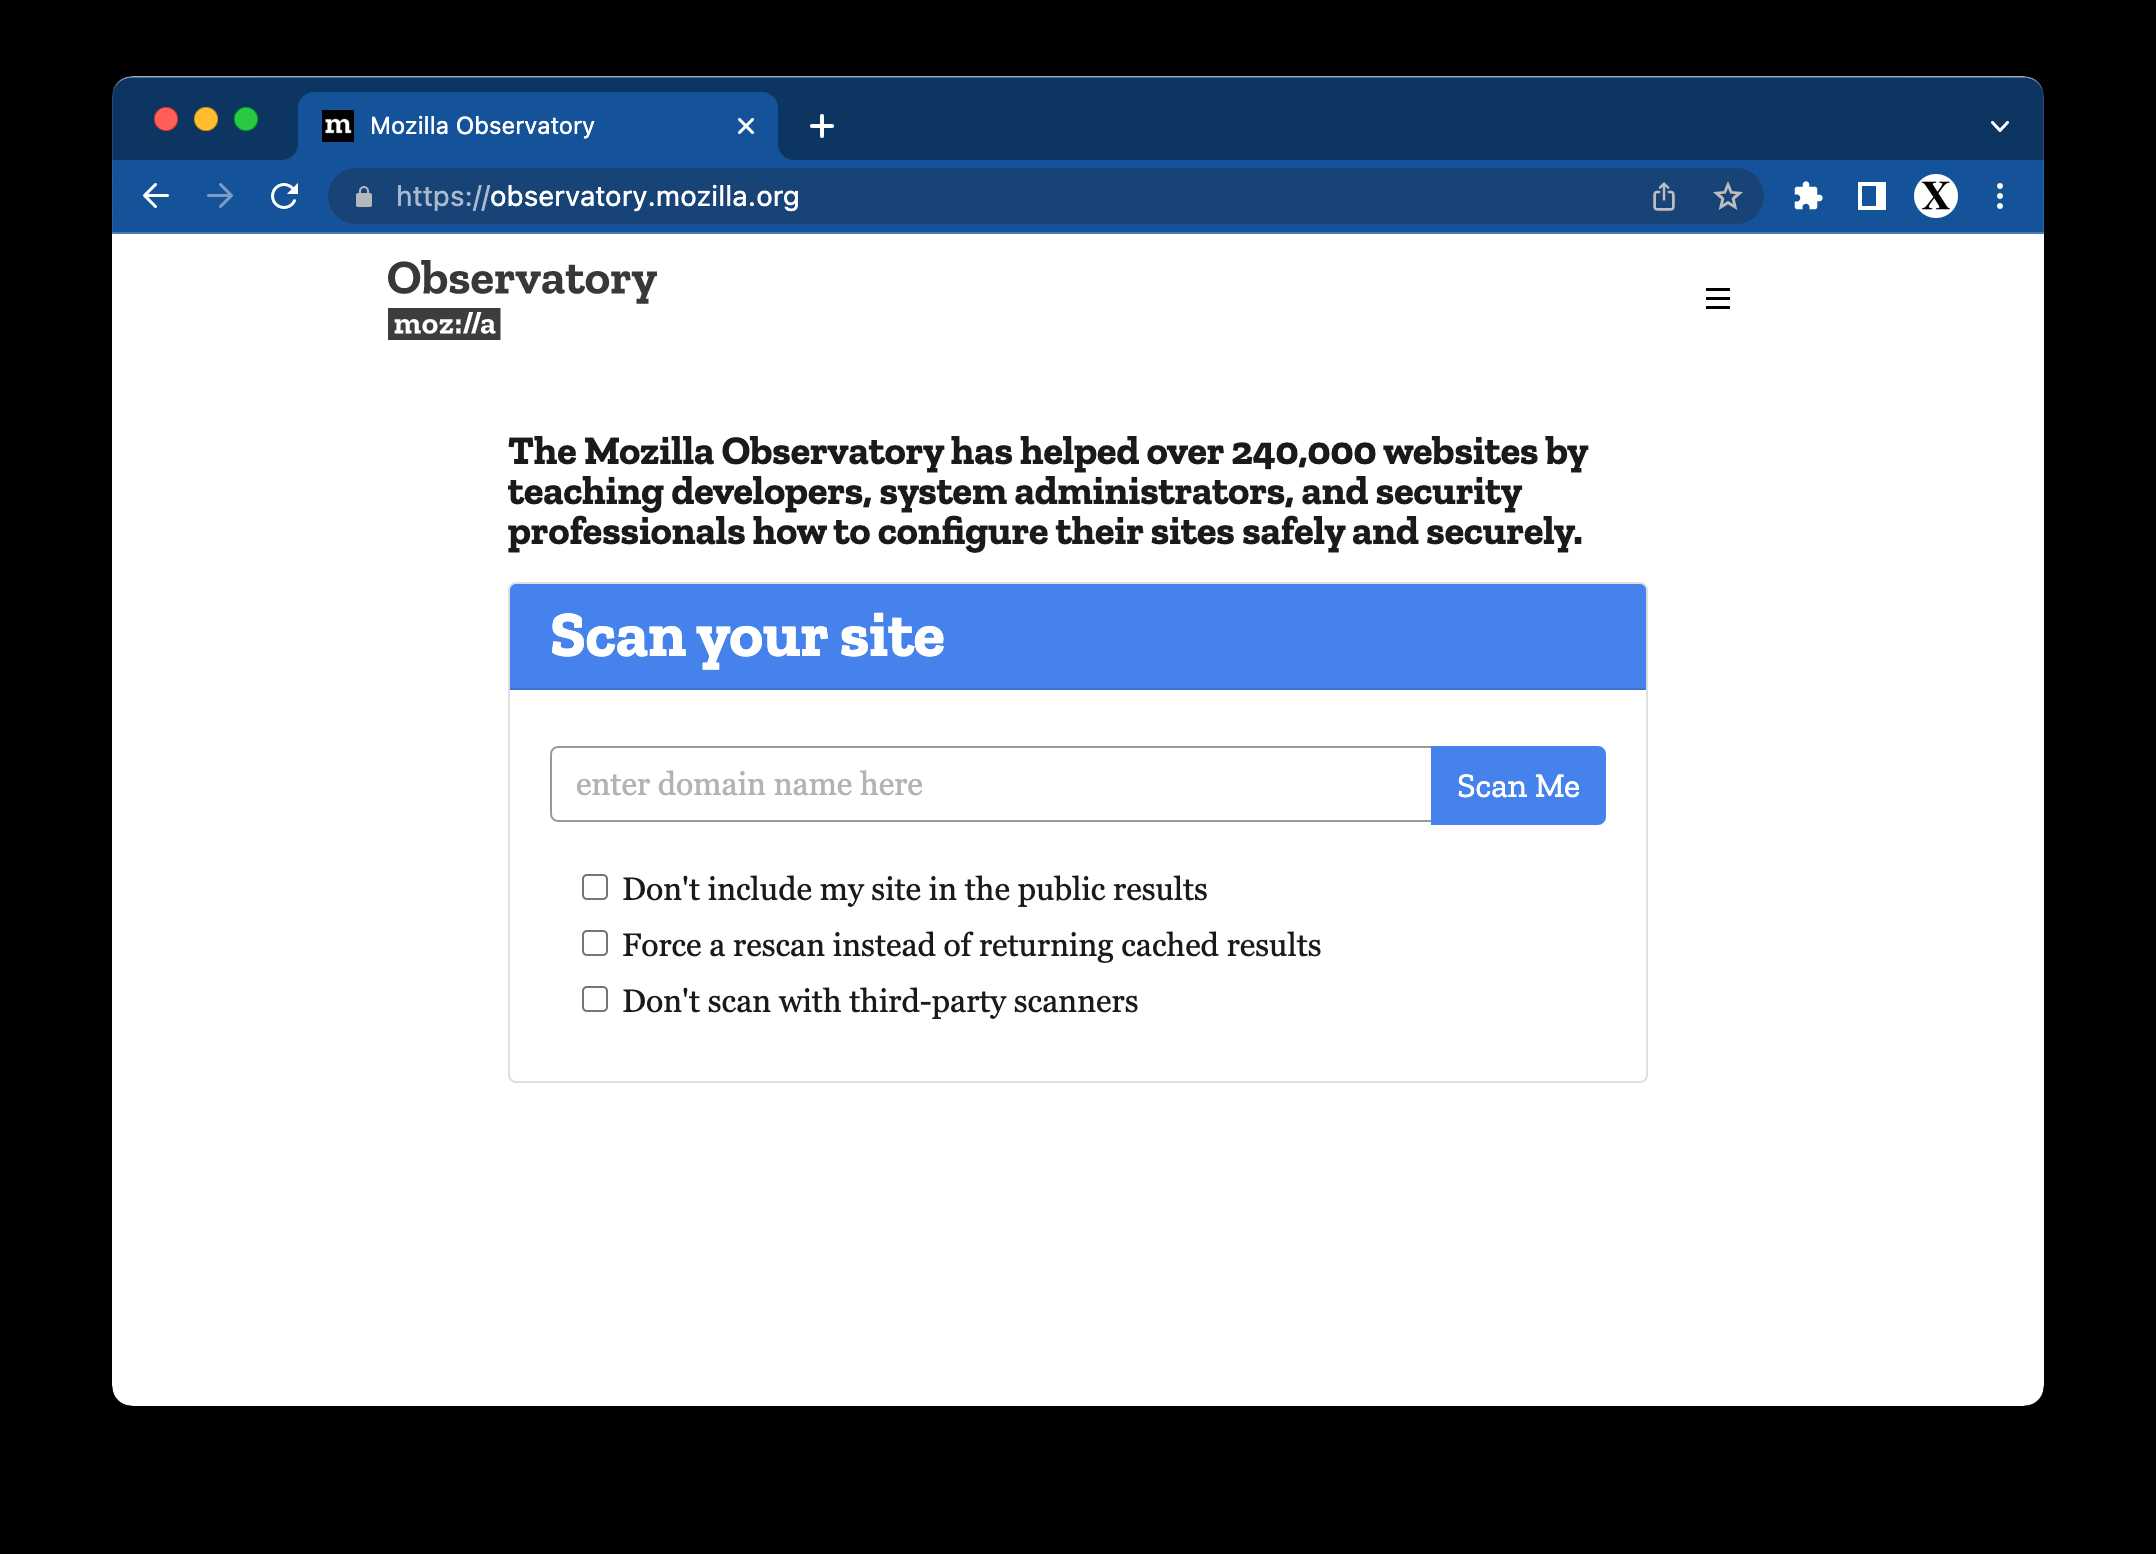 m Mozilla Observatory
https://observatory.mozilla.org
X
Observatory
moz://a
The Mozilla Observatory has helped over 240,000 websites by
teaching developers, system administrators, and security
professionals how to configure their sites safely and securely.
Scan your site
enter domain name here
Scan Me
Don't include my site in the public results
Force a rescan instead of returning cached results
Don't scan with third-party scanners